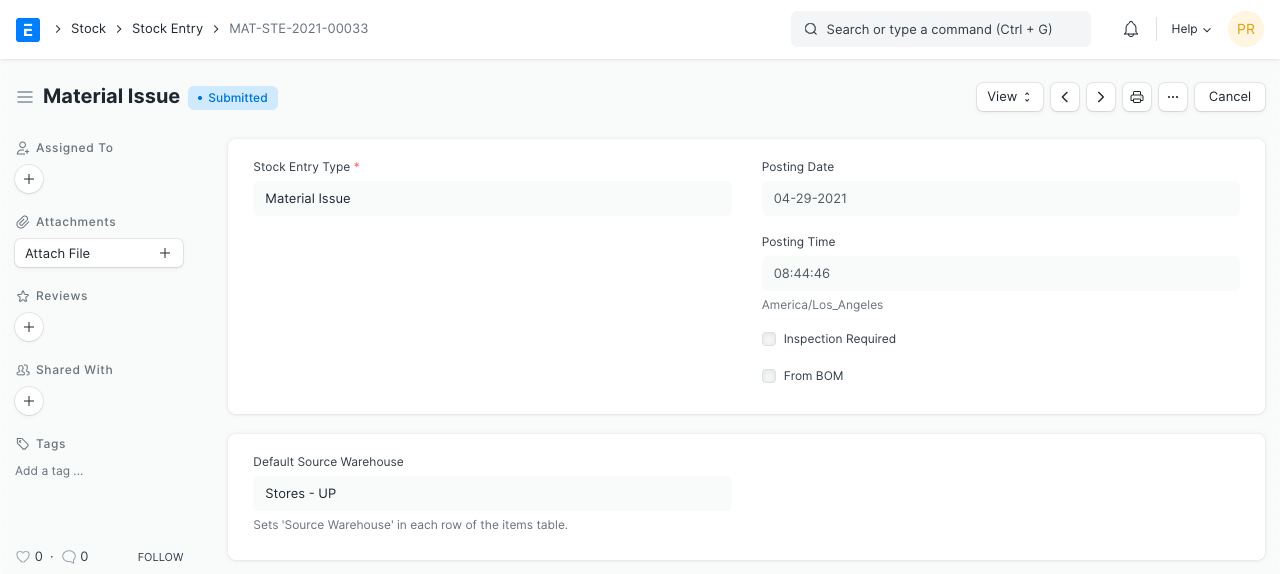 E
Stock
Stock Entry
MAT-STE-2021-00033
Search or type a command (Ctrl + G)
Help
PR
Material Issue
Submitted
View
Cancel
Assigned To
Attachments
Attach File
Reviews
Shared With
Tags
Add a tag ...
0 · 0
FOLLOW
Stock Entry Type *
Material Issue
Posting Date
04-29-2021
Posting Time
08:44:46
America/Los_Angeles
Inspection Required
From BOM
Default Source Warehouse
Stores - UP
Sets 'Source Warehouse' in each row of the items table.